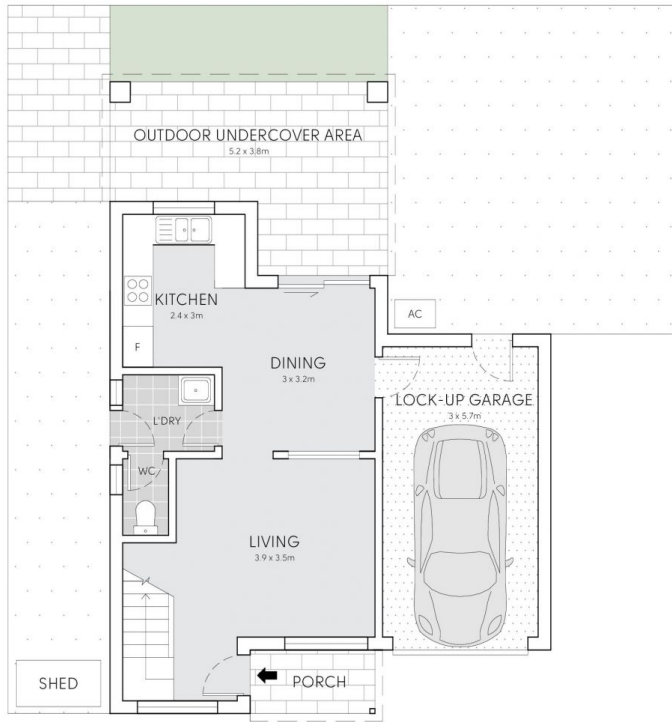 OUTDOOR UNDERCOVER AREA
5.2 x 3.8m
KITCHEN
2.4 x 3m
F
AC
DINING
3 x 3.2m
LOCK-UP GARAGE
3 x 5.7m
L'DRY
WC
LIVING
3.9 x 3.5m
SHED
PORCH